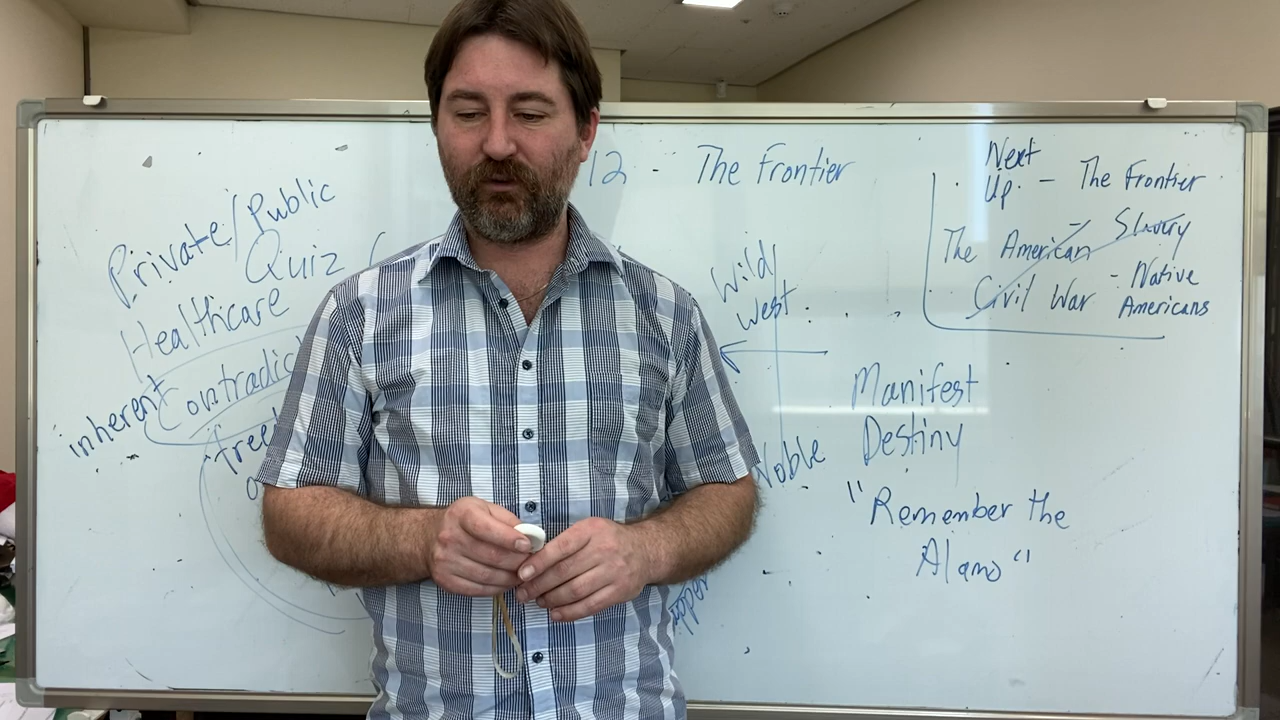 12 - The Frontier
Private/Public
Quiz (
Healthcare
inherent
Wild
West
Noble
Manifest
Destiny
"Remember the
Alamo"
Next
Up - The Frontier
The American - Slavery
Civil War - Native
Americans